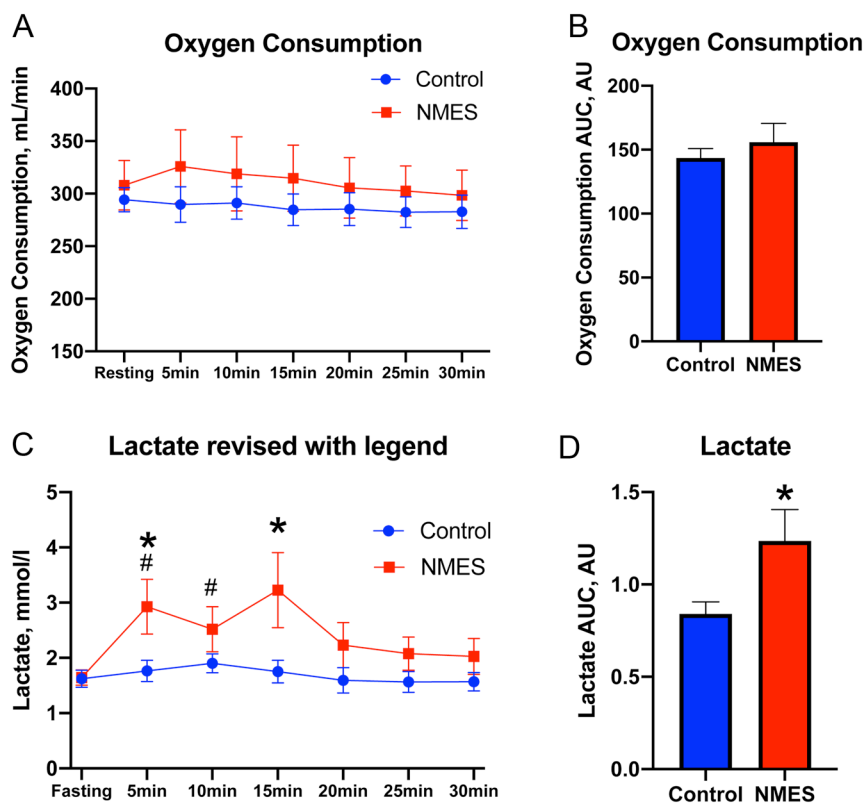 A
Oxygen Consumption
Oxygen Consumption, mL/min
400
350
300
250
200
150
Control
NMES
Resting 5min 10min 15min 20min 25min 30min
B
Oxygen Consumption
Oxygen Consumption AUC, AU
200
150
100
50
0
Control NMES
C
Lactate revised with legend
Lactate, mmol/l
5
4
3
2
1
0
*
#
#
*
Control
NMES
Fasting 5min 10min 15min 20min 25min 30min
D
Lactate
Lactate AUC, AU
1.5
1.0
0.5
0.0
*
Control NMES